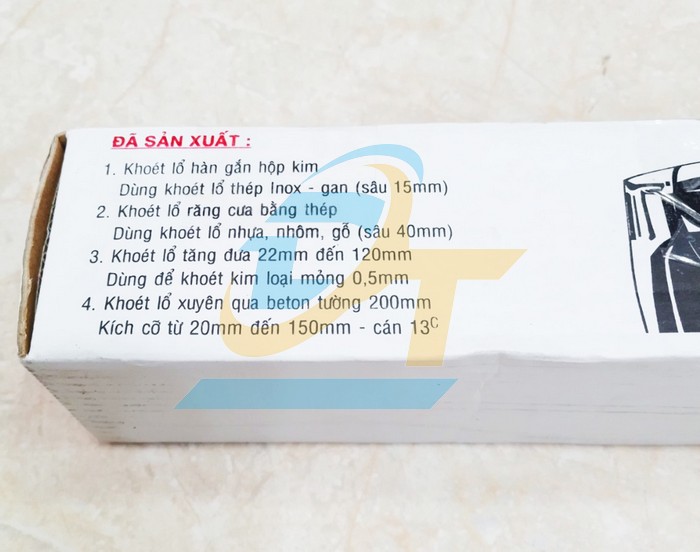 ĐÃ SẢN XUẤT :
1. Khoét lổ hàn gắn hộp kim
Dùng khoét lổ thép Inox - gan (sâu 15mm)
2. Khoét lổ răng cưa bằng thép
Dùng khoét lổ nhựa, nhôm, gỗ (sâu 40mm)
3. Khoét lổ tăng đưa 22mm đến 120mm
Dùng để khoét kim loại mỏng 0,5mm
4. Khoét lổ xuyên qua beton tường 200mm
Kích cỡ từ 20mm đến 150mm - cán 13C
DT